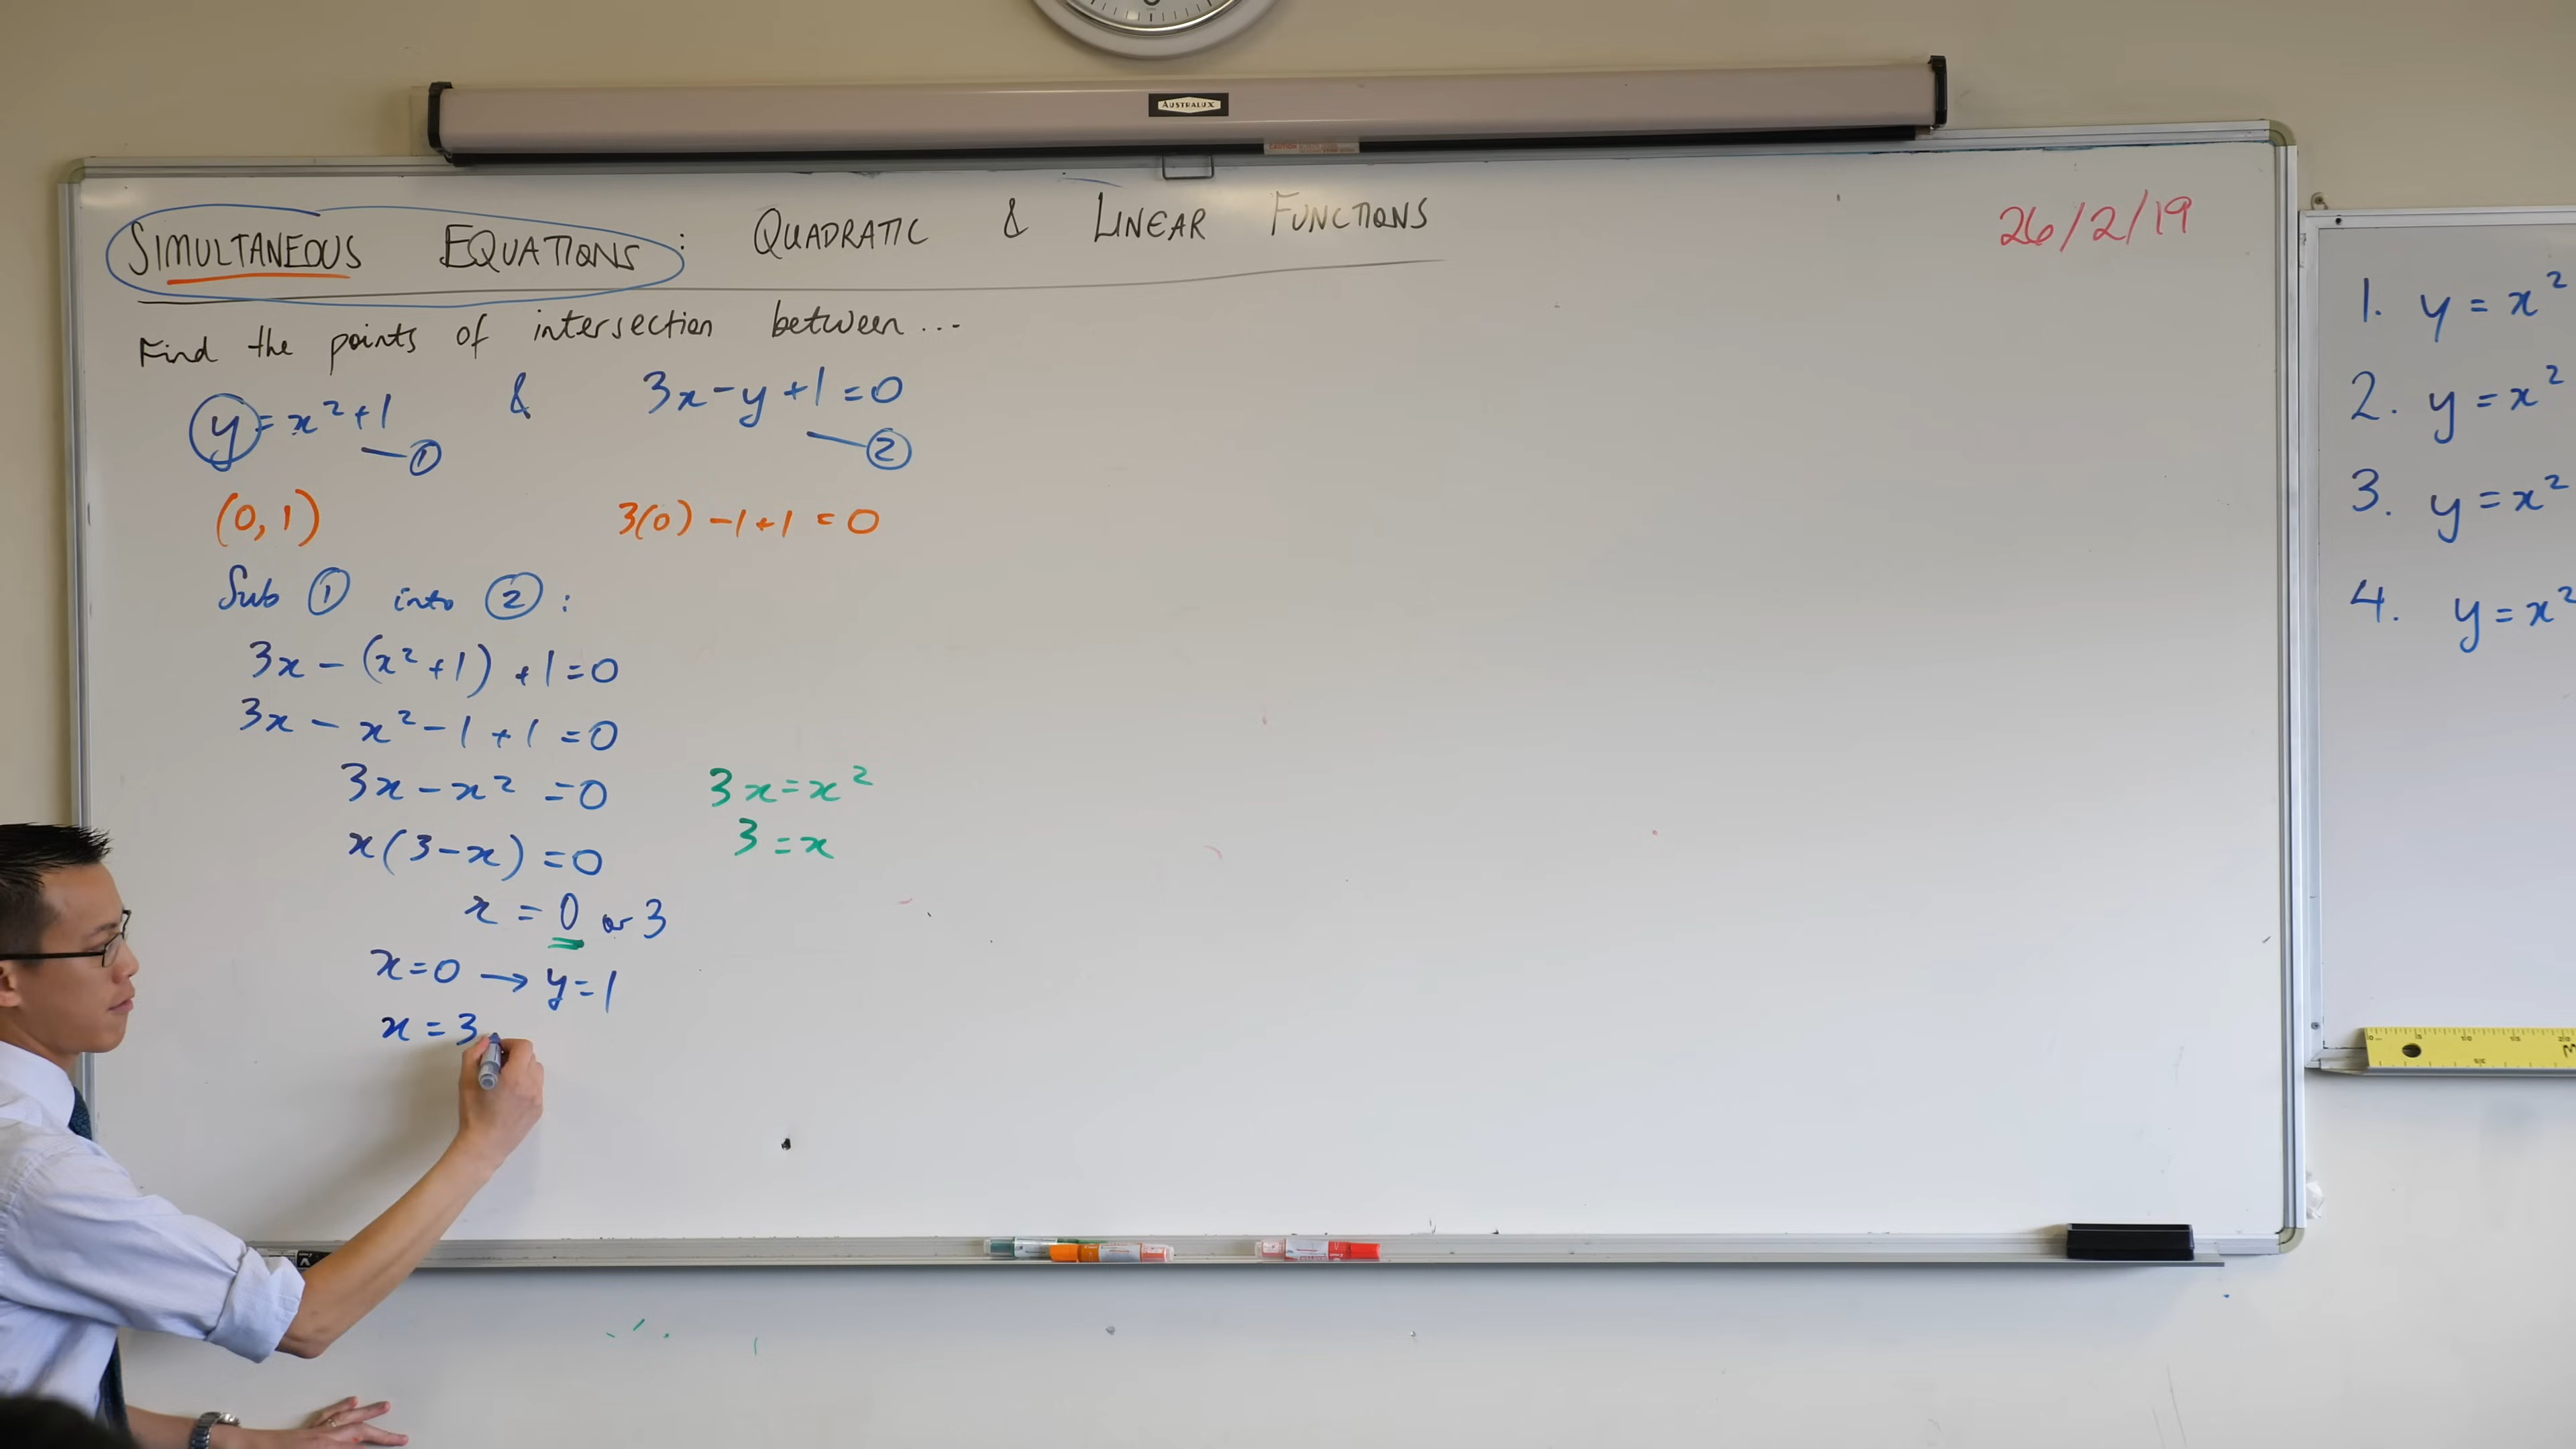 AUSTRALUX
SIMULTANEOUS EQUATIONS: QUADRATIC & LINEAR FUNCTIONS
26/2/19
Find the points of intersection between...
y = x² + 1 & 3x - y + 1 = 0
— ① — ②
(0, 1) 3(0) - 1 + 1 = 0
Sub ① into ② :
3x - (x² + 1) + 1 = 0
3x - x² - 1 + 1 = 0
3x - x² = 0 3x = x²
x(3 - x) = 0 3 = x
x = 0 or 3
x = 0 → y = 1
x = 3
1. y = x²
2. y = x²
3. y = x²
4. y = x²